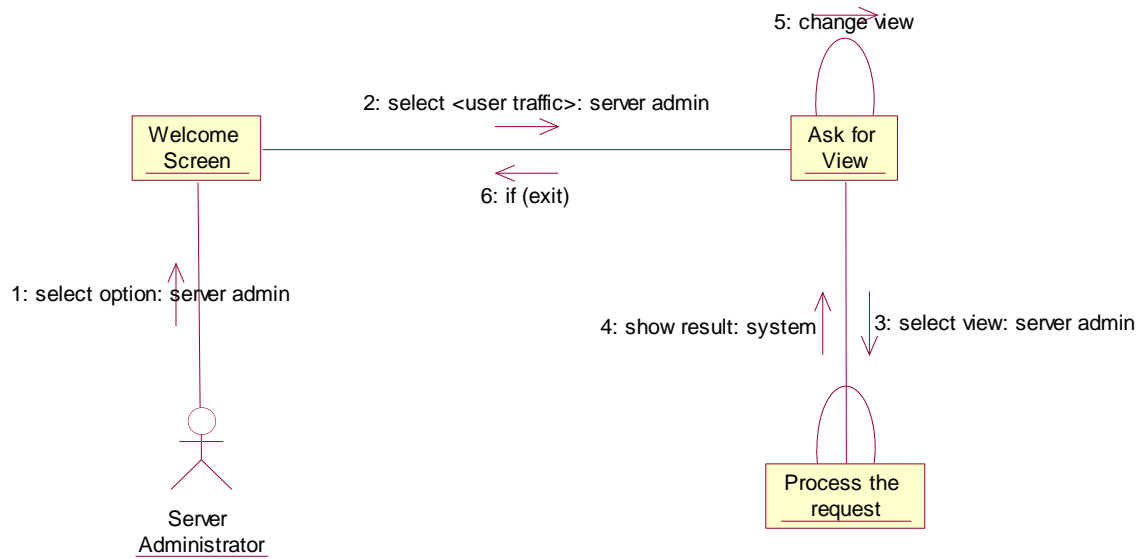 5: change view
2: select <user traffic>: server admin
Welcome
Screen
Ask for
View
6: if (exit)
1: select option: server admin
4: show result: system
3: select view: server admin
Process the
request
Server
Administrator